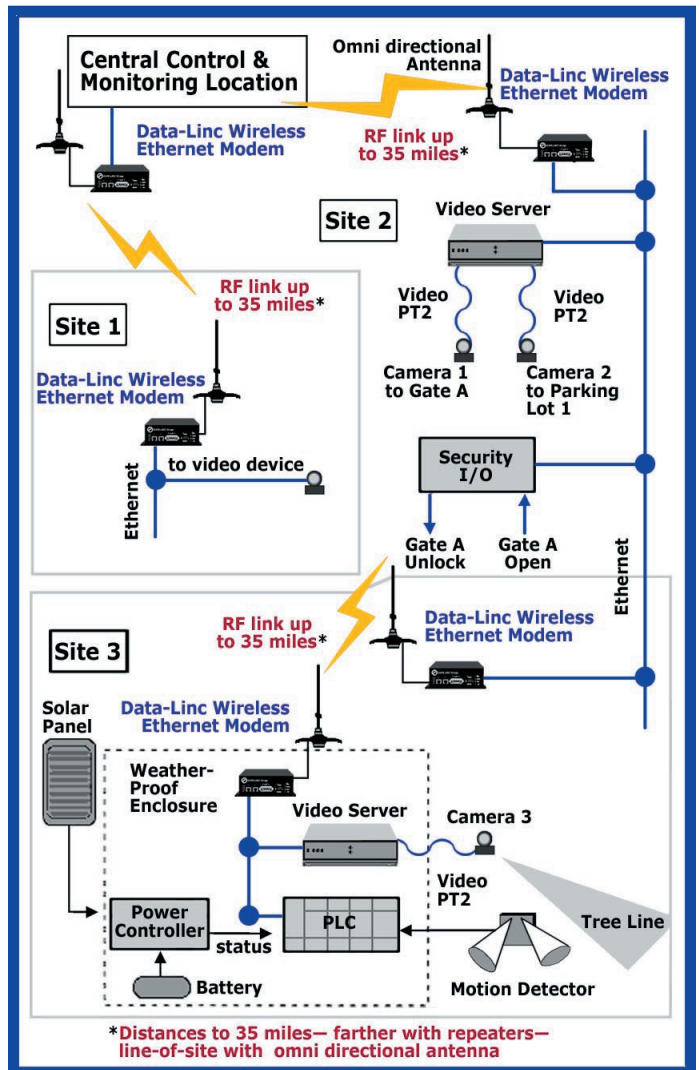 Central Control &
Monitoring Location
Omni directional
Antenna
Data-Linc Wireless
Ethernet Modem
Data-Linc Wireless
Ethernet Modem
RF link up
to 35 miles*
Site 2
Video Server
Video
PT2
Video
PT2
Camera 1
to Gate A
Camera 2
to Parking
Lot 1
RF link up
to 35 miles*
Site 1
Data-Linc Wireless
Ethernet Modem
to video device
Ethernet
Security
I/O
Gate A
Unlock
Gate A
Open
Ethernet
RF link up
to 35 miles*
Data-Linc Wireless
Ethernet Modem
Site 3
Solar
Panel
Data-Linc Wireless
Ethernet Modem
Weather-
Proof
Enclosure
Video Server
Camera 3
Video
PT2
Tree Line
Power
Controller
status
PLC
Battery
Motion Detector
*Distances to 35 miles— farther with repeaters—
line-of-site with omni directional antenna